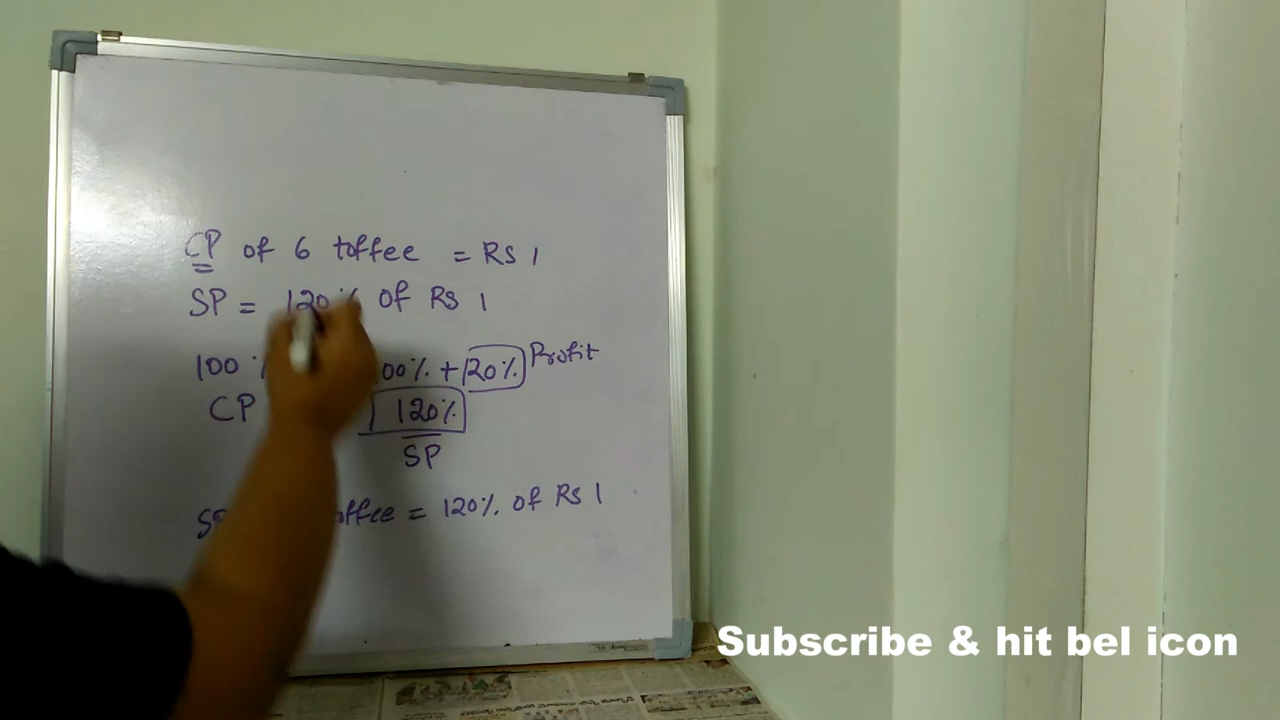 CP of 6 toffee = Rs 1
SP = 120% of Rs 1
100 % 00% + 20% Profit
CP 120%
SP
= 120% of Rs 1
Subscribe & hit bel icon